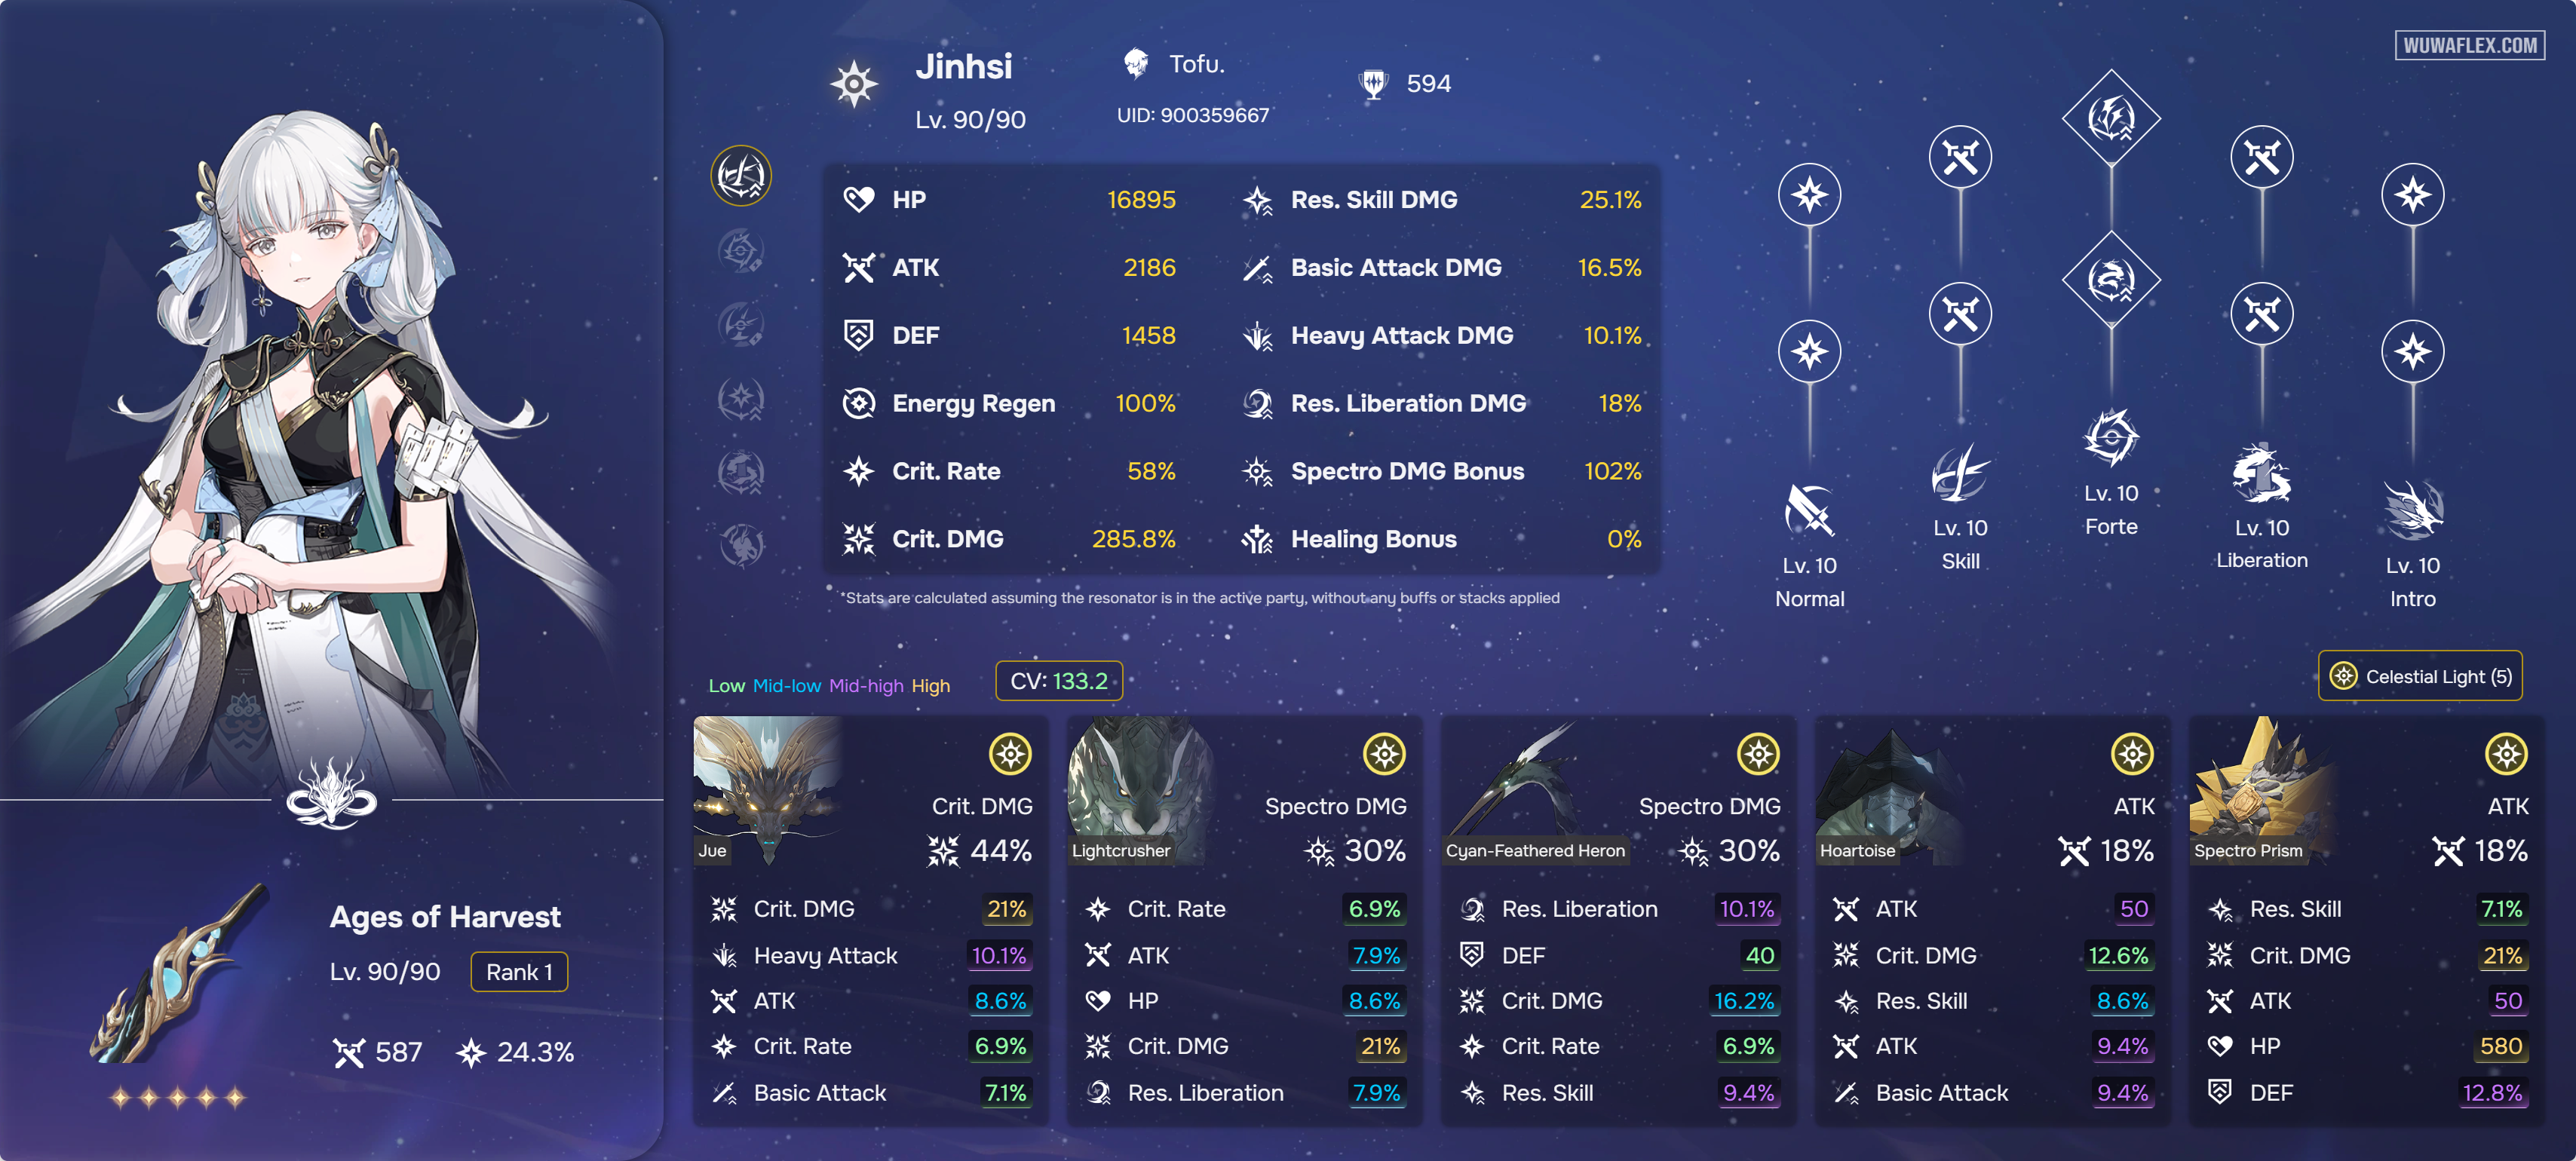 WUWAFLEX.COM
Jinhsi
Lv. 90/90
Tofu.
UID: 900359667
594
HP 16895
ATK 2186
DEF 1458
Energy Regen 100%
Crit. Rate 58%
Crit. DMG 285.8%
Res. Skill DMG 25.1%
Basic Attack DMG 16.5%
Heavy Attack DMG 10.1%
Res. Liberation DMG 18%
Spectro DMG Bonus 102%
Healing Bonus 0%
*Stats are calculated assuming the resonator is in the active party, without any buffs or stacks applied
Lv. 10
Normal
Lv. 10
Skill
Lv. 10
Forte
Lv. 10
Liberation
Lv. 10
Intro
Ages of Harvest
Lv. 90/90 Rank 1
587 24.3%
Low Mid-low Mid-high High
CV: 133.2
Celestial Light (5)
Jue
Crit. DMG
44%
Crit. DMG 21%
Heavy Attack 10.1%
ATK 8.6%
Crit. Rate 6.9%
Basic Attack 7.1%
Lightcrusher
Spectro DMG
30%
Crit. Rate 6.9%
ATK 7.9%
HP 8.6%
Crit. DMG 21%
Res. Liberation 7.9%
Cyan-Feathered Heron
Spectro DMG
30%
Res. Liberation 10.1%
DEF 40
Crit. DMG 16.2%
Crit. Rate 6.9%
Res. Skill 9.4%
Hoartoise
ATK
18%
ATK 50
Crit. DMG 12.6%
Res. Skill 8.6%
ATK 9.4%
Basic Attack 9.4%
Spectro Prism
ATK
18%
Res. Skill 7.1%
Crit. DMG 21%
ATK 50
HP 580
DEF 12.8%